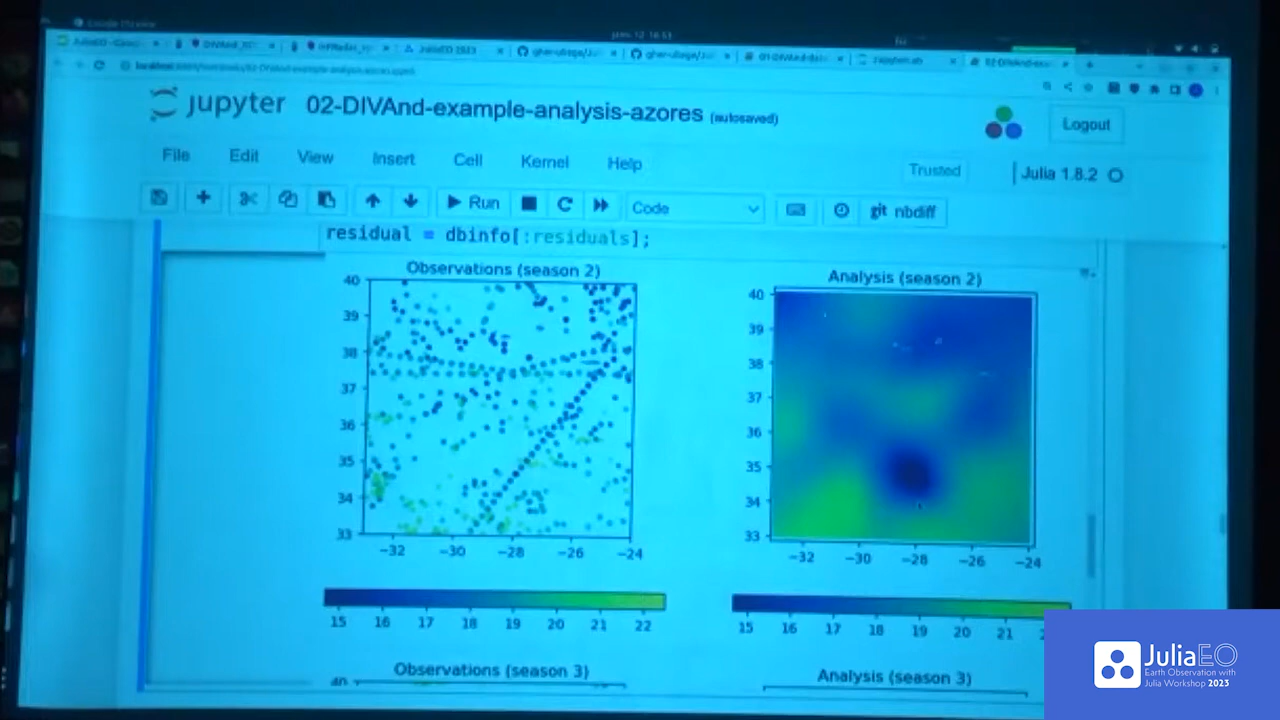 JuliaEO 2023
jupyter 02-DIVAnd-example-analysis-azores (autosaved)
Logout
File Edit View Insert Cell Kernel Help
Trusted
Julia 1.8.2
Run
Code
git nbdiff
residual = dbinfo[:residuals];
Observations (season 2)
Analysis (season 2)
40
39
38
37
36
35
34
33
−32 −30 −28 −26 −24
40
39
38
37
36
35
34
33
−32 −30 −28 −26 −24
15 16 17 18 19 20 21 22
15 16 17 18 19 20 21
Observations (season 3)
Analysis (season 3)
JuliaEO
Earth Observation with
Julia Workshop 2023